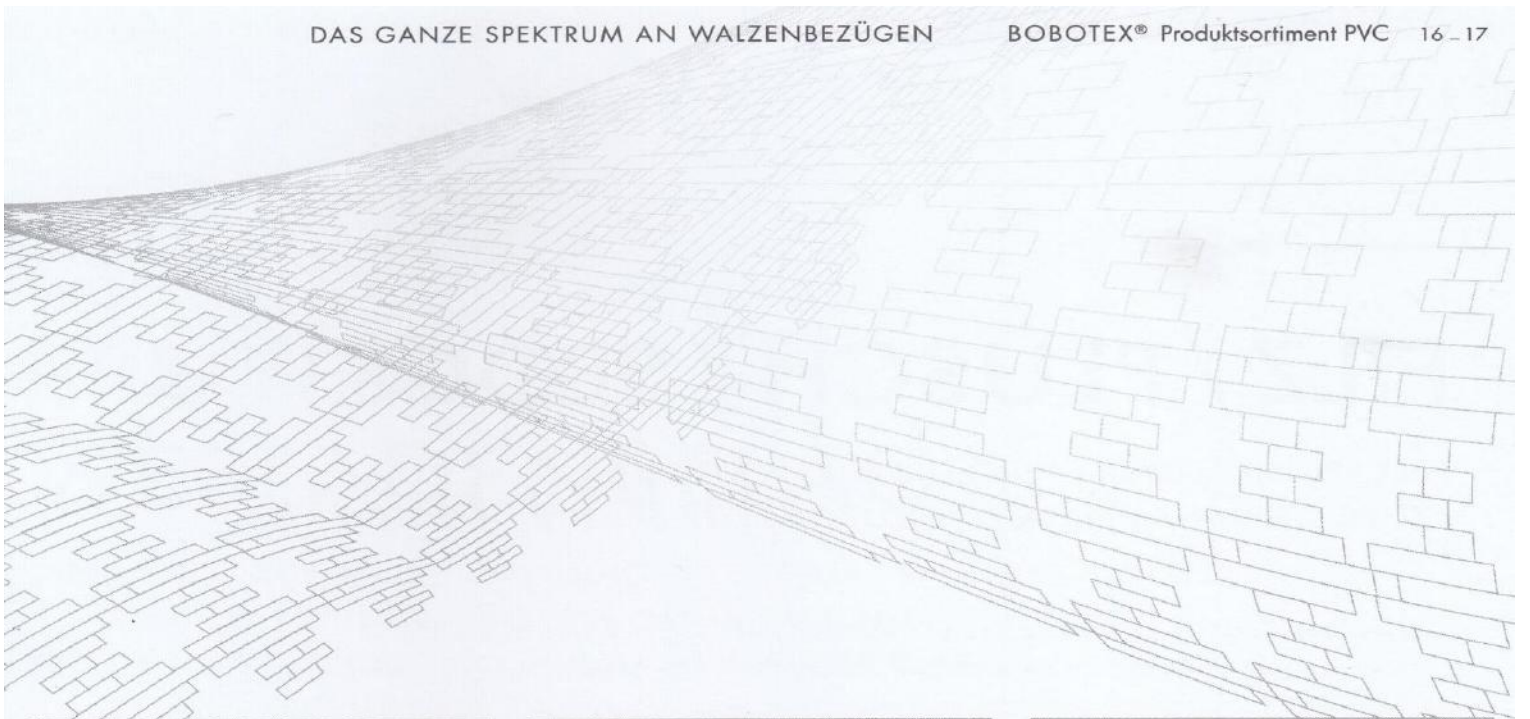 DAS GANZE SPEKTRUM AN WALZENBEZÜGEN BOBOTEX® Produktsortiment PVC 16_17